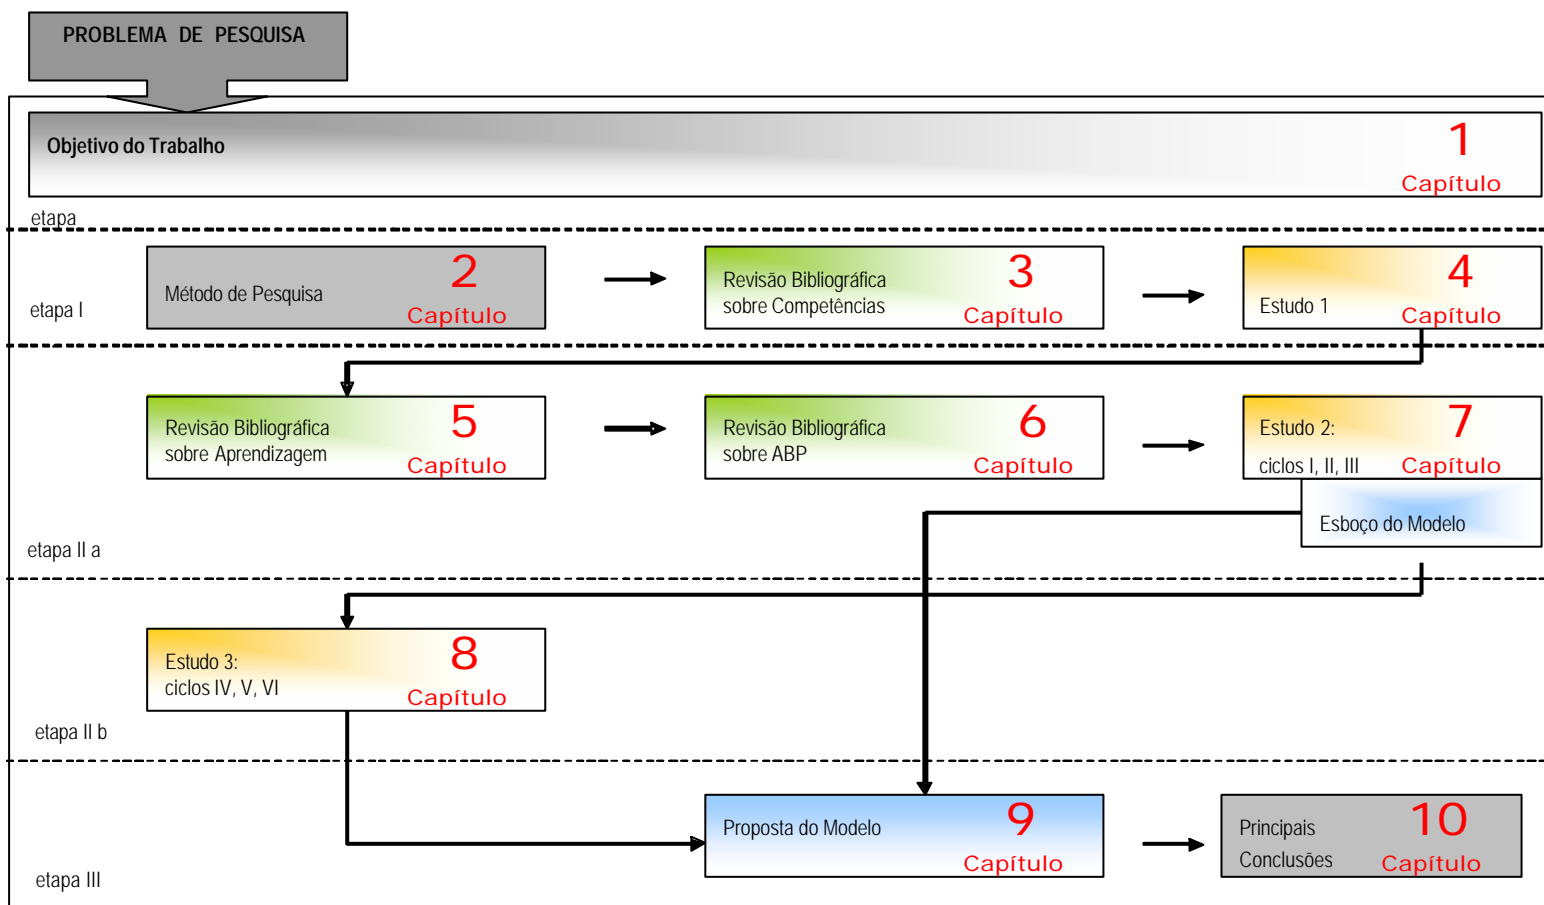 PROBLEMA DE PESQUISA
Objetivo do Trabalho
1
Capítulo
etapa
etapa I
Método de Pesquisa
2
Capítulo
Revisão Bibliográfica
sobre Competências
3
Capítulo
Estudo 1
4
Capítulo
Revisão Bibliográfica
sobre Aprendizagem
5
Capítulo
Revisão Bibliográfica
sobre ABP
6
Capítulo
Estudo 2:
ciclos I, II, III
7
Capítulo
Esboço do Modelo
etapa II a
Estudo 3:
ciclos IV, V, VI
8
Capítulo
etapa II b
Proposta do Modelo
9
Capítulo
Principais
Conclusões
10
Capítulo
etapa III